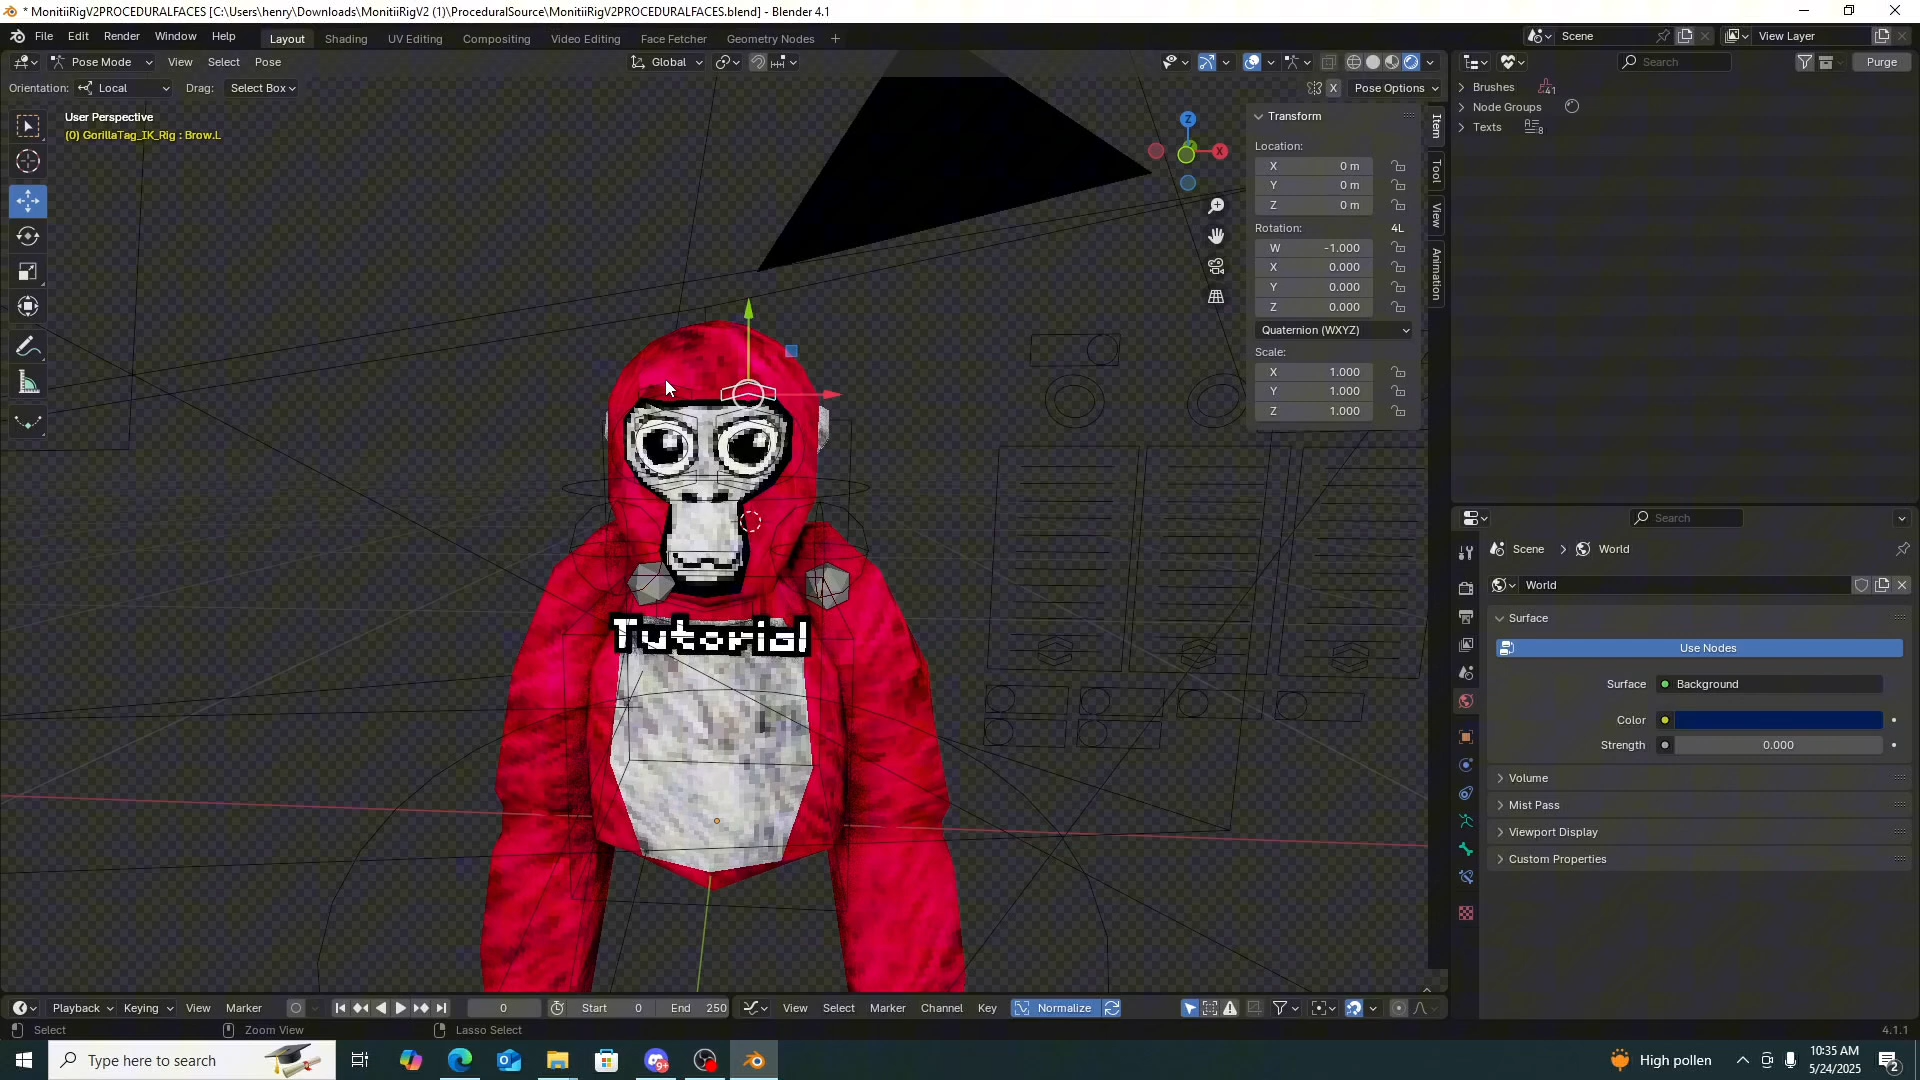 * MonitiiRigV2PROCEDURALFACES [C:\Users\henry\Downloads\MonitiiRigV2 (1)\ProceduralSource\MonitiiRigV2PROCEDURALFACES.blend] - Blender 4.1
File Edit Render Window Help
Layout Shading UV Editing Compositing Video Editing Face Fetcher Geometry Nodes +
Scene
View Layer
Pose Mode View Select Pose
Global
Search
Purge
Orientation: Local Drag: Select Box
X Pose Options
User Perspective
(0) GorillaTag_IK_Rig : Brow.L
Z
X
Transform
Location:
X 0 m
Y 0 m
Z 0 m
Rotation: 4L
W -1.000
X 0.000
Y 0.000
Z 0.000
Quaternion (WXYZ)
Scale:
X 1.000
Y 1.000
Z 1.000
Item
Tool
View
Animation
Brushes 41
Node Groups
Texts 8
Tutorial
Search
Scene World
World
Surface
Use Nodes
Surface Background
Color
Strength 0.000
Volume
Mist Pass
Viewport Display
Custom Properties
Playback Keying View Marker
0
Start 0 End 250
View Select Marker Channel Key Normalize
Select
Zoom View
Lasso Select
4.1.1
Type here to search
9+
High pollen
10:35 AM
5/24/2025
2